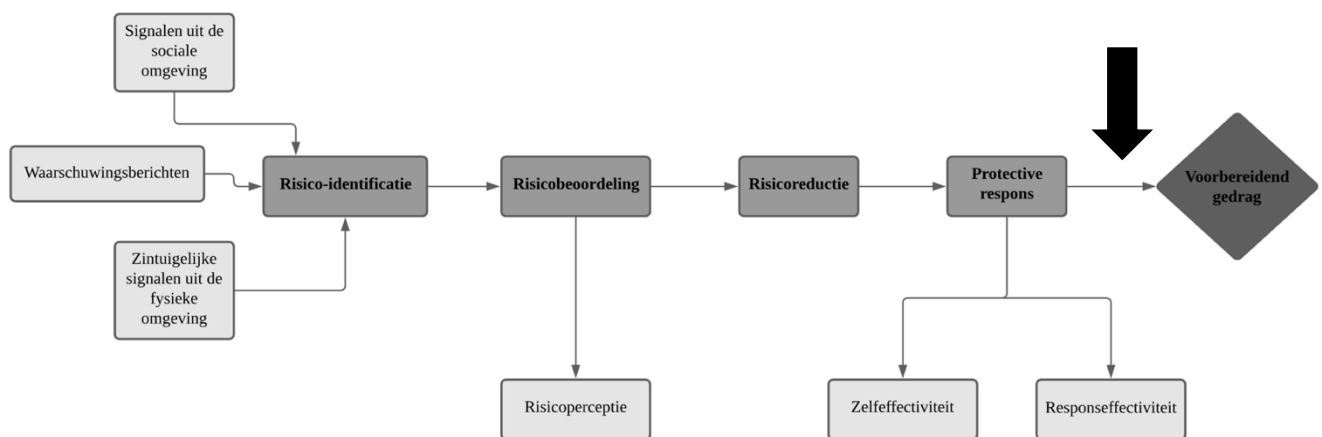 Signalen uit de
sociale
omgeving
Waarschuwingsberichten
Zintuigelijke
signalen uit de
fysieke
omgeving
Risico-identificatie
Risicobeoordeling
Risicoreductie
Protective
respons
Voorbereidend
gedrag
Risicoperceptie
Zelfeffectiviteit
Responseffectiviteit